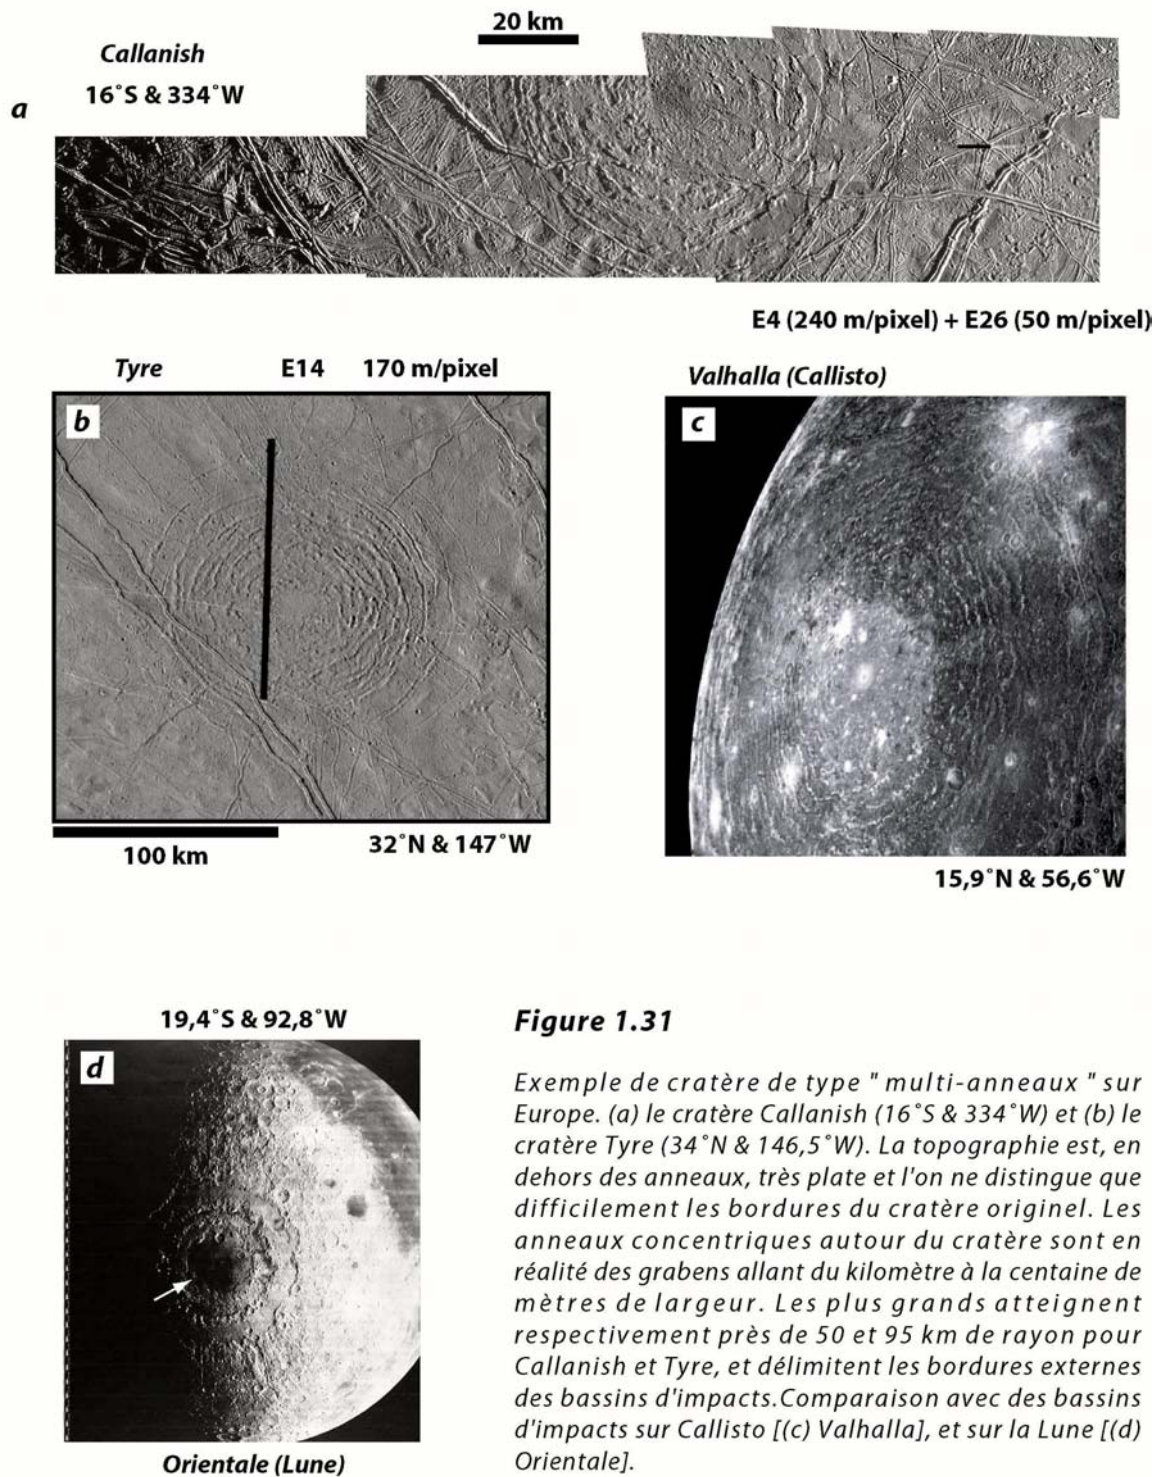 20 km
Callanish
16°S & 334°W
a
E4 (240 m/pixel) + E26 (50 m/pixel)
Tyre E14 170 m/pixel
Valhalla (Callisto)
b
c
100 km
32°N & 147°W
15,9°N & 56,6°W
19,4°S & 92,8°W
d
Orientale (Lune)
Figure 1.31
Exemple de cratère de type " multi-anneaux " sur
Europe. (a) le cratère Callanish (16°S & 334°W) et (b) le
cratère Tyre (34°N & 146,5°W). La topographie est, en
dehors des anneaux, très plate et l'on ne distingue que
difficilement les bordures du cratère originel. Les
anneaux concentriques autour du cratère sont en
réalité des grabens allant du kilomètre à la centaine de
mètres de largeur. Les plus grands atteignent
respectivement près de 50 et 95 km de rayon pour
Callanish et Tyre, et délimitent les bordures externes
des bassins d'impacts.Comparaison avec des bassins
d'impacts sur Callisto [(c) Valhalla], et sur la Lune [(d)
Orientale].